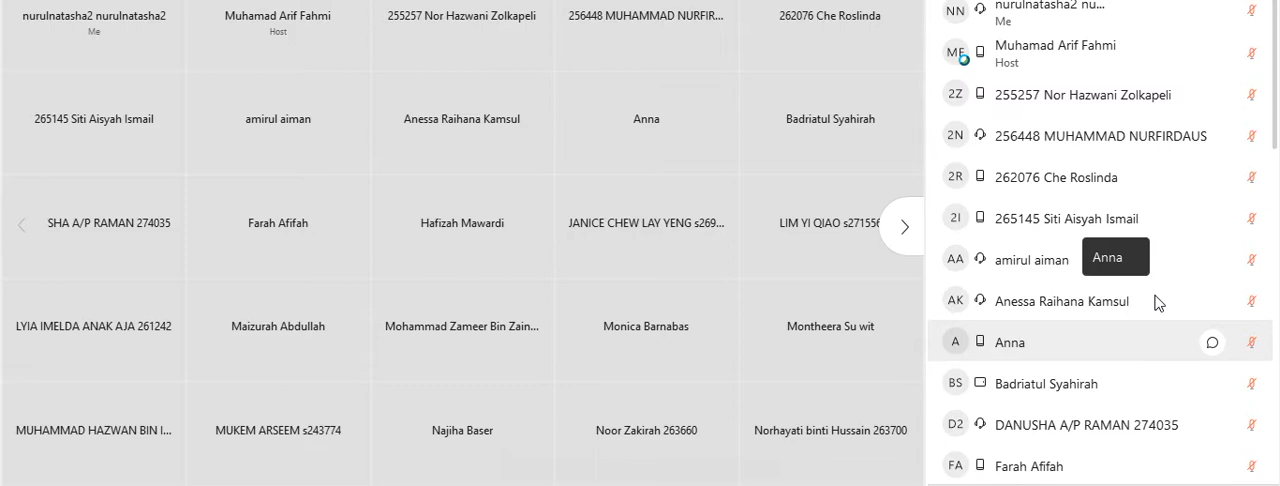 nurulnatasha2 nurulnatasha2
Me
Muhamad Arif Fahmi
Host
255257 Nor Hazwani Zolkapeli
256448 MUHAMMAD NURFIR...
262076 Che Roslinda
265145 Siti Aisyah Ismail
amirul aiman
Anessa Raihana Kamsul
Anna
Badriatul Syahirah
SHA A/P RAMAN 274035
Farah Afifah
Hafizah Mawardi
JANICE CHEW LAY YENG s269...
LIM YI QIAO s271556
LYIA IMELDA ANAK AJA 261242
Maizurah Abdullah
Mohammad Zameer Bin Zain...
Monica Barnabas
Montheera Su wit
MUHAMMAD HAZWAN BIN I...
MUKEM ARSEEM s243774
Najiha Baser
Noor Zakirah 263660
Norhayati binti Hussain 263700
NN nurulnatasha2 nu...
Me
MF Muhamad Arif Fahmi
Host
2Z 255257 Nor Hazwani Zolkapeli
2N 256448 MUHAMMAD NURFIRDAUS
2R 262076 Che Roslinda
2I 265145 Siti Aisyah Ismail
AA amirul aiman
Anna
AK Anessa Raihana Kamsul
A Anna
BS Badriatul Syahirah
D2 DANUSHA A/P RAMAN 274035
FA Farah Afifah